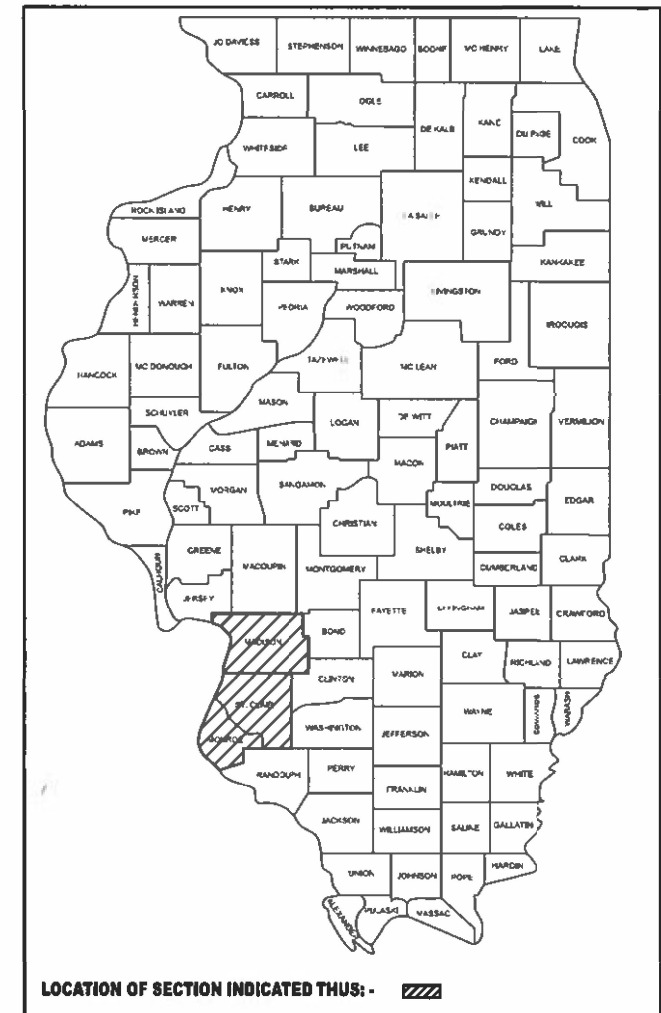 JO DAVIESS STEPHENSON WINNEBAGO BOONE MC HENRY LAKE
CARROLL OGLE DE KALB KANE DU PAGE COOK
WHITESIDE LEE
KENDALL WILL
ROCK ISLAND HENRY BUREAU LA SALLE GRUNDY
MERCER PUTNAM
STARK MARSHALL KANKAKEE
HENDERSON WARREN KNOX PEORIA WOODFORD LIVINGSTON IROQUOIS
HANCOCK MC DONOUGH FULTON TAZEWELL MC LEAN FORD
MASON
SCHUYLER LOGAN DE WITT CHAMPAIGN VERMILION
ADAMS BROWN CASS MENARD PIATT
MACON
MORGAN SANGAMON DOUGLAS EDGAR
PIKE SCOTT CHRISTIAN MOULTRIE COLES
GREENE MACOUPIN MONTGOMERY SHELBY CLARK
CALHOUN CUMBERLAND
JERSEY FAYETTE EFFINGHAM JASPER CRAWFORD
MADISON BOND
CLAY RICHLAND LAWRENCE
CLINTON MARION
ST. CLAIR WAYNE EDWARDS WABASH
MONROE WASHINGTON JEFFERSON
RANDOLPH PERRY HAMILTON WHITE
FRANKLIN
JACKSON WILLIAMSON SALINE GALLATIN
UNION JOHNSON POPE HARDIN
ALEXANDER PULASKI MASSAC
LOCATION OF SECTION INDICATED THUS: -